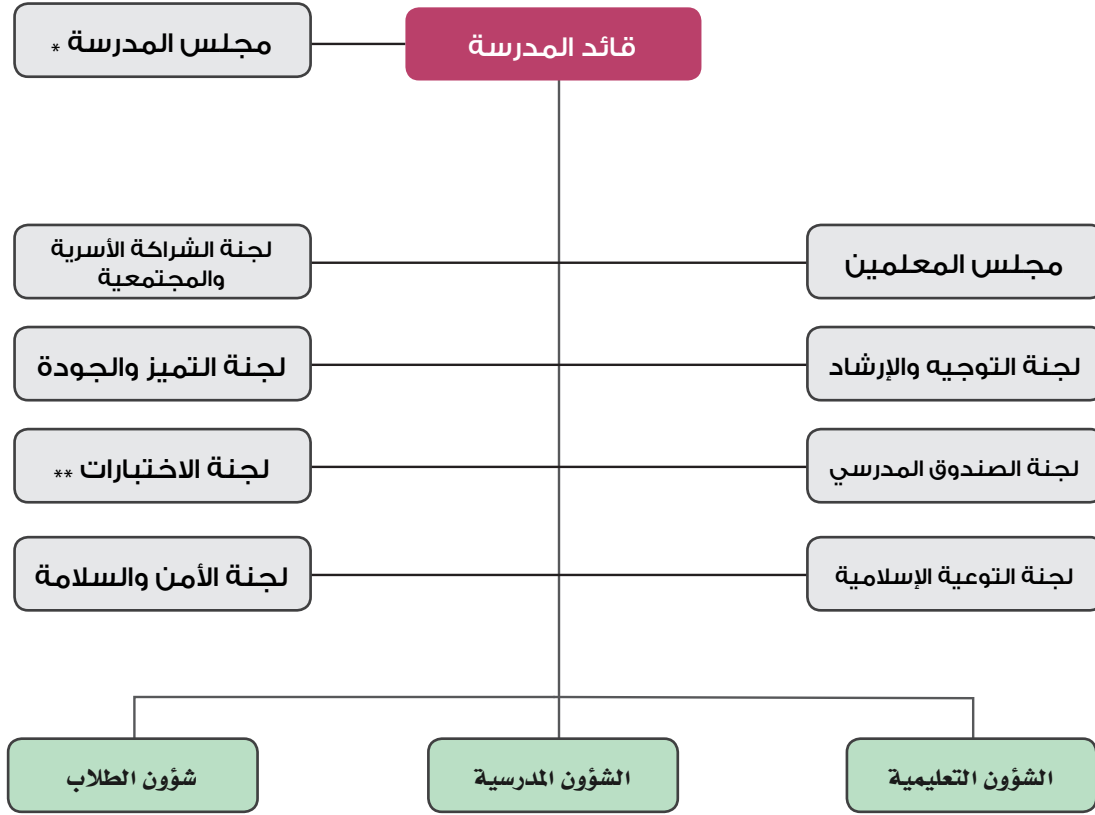 قائد المدرسة
مجلس المدرسة *
مجلس المعلمين
لجنة الشراكة الأسرية
والمجتمعية
لجنة التوجيه والإرشاد
لجنة التميز والجودة
لجنة الصندوق المدرسي
لجنة الاختبارات **
لجنة التوعية الإسلامية
لجنة الأمن والسلامة
الشؤون التعليمية
الشؤون المدرسية
شؤون الطلاب